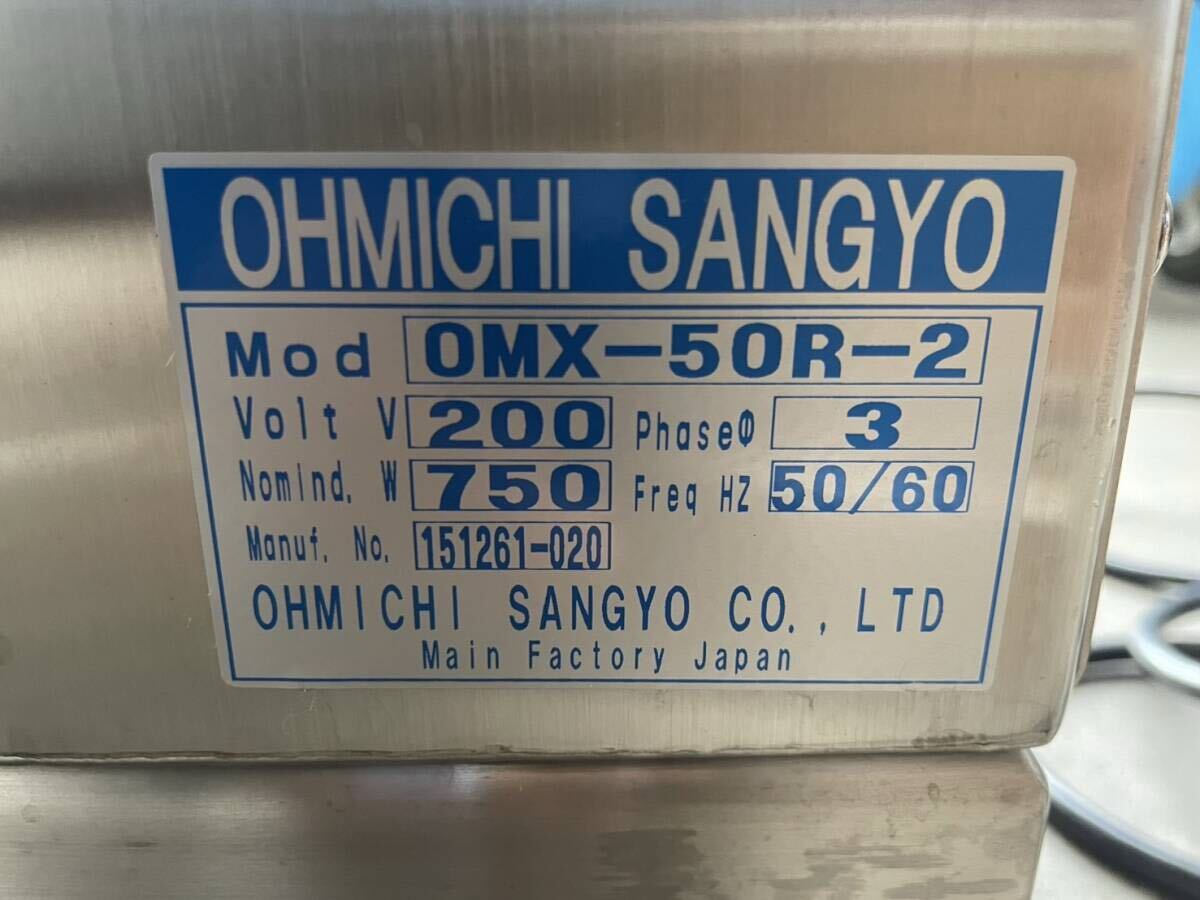 OHMICHI SANGYO
Mod OMX-50R-2
Volt V 200 PhaseΦ 3
Nomind. W 750 Freq HZ 50/60
Manuf. No. 151261-020
OHMICHI SANGYO CO., LTD
Main Factory Japan